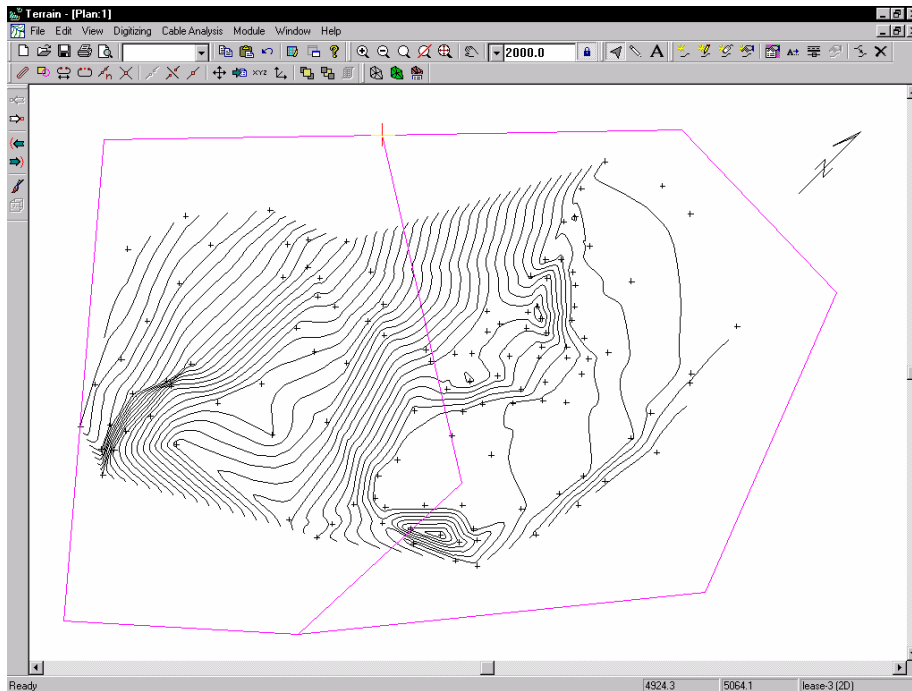 Terrain - [Plan:1]
File Edit View Digitizing Cable Analysis Module Window Help
2000.0 A A±
XYZ
Ready 4924.3 5064.1 lease-3 (2D)